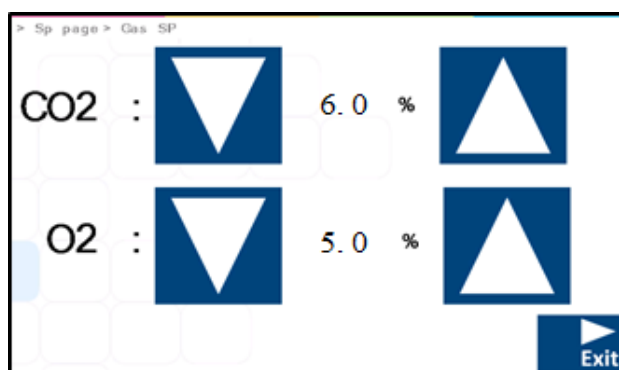 > Sp page > Gas SP
CO2 : 6.0 %
O2 : 5.0 %
Exit